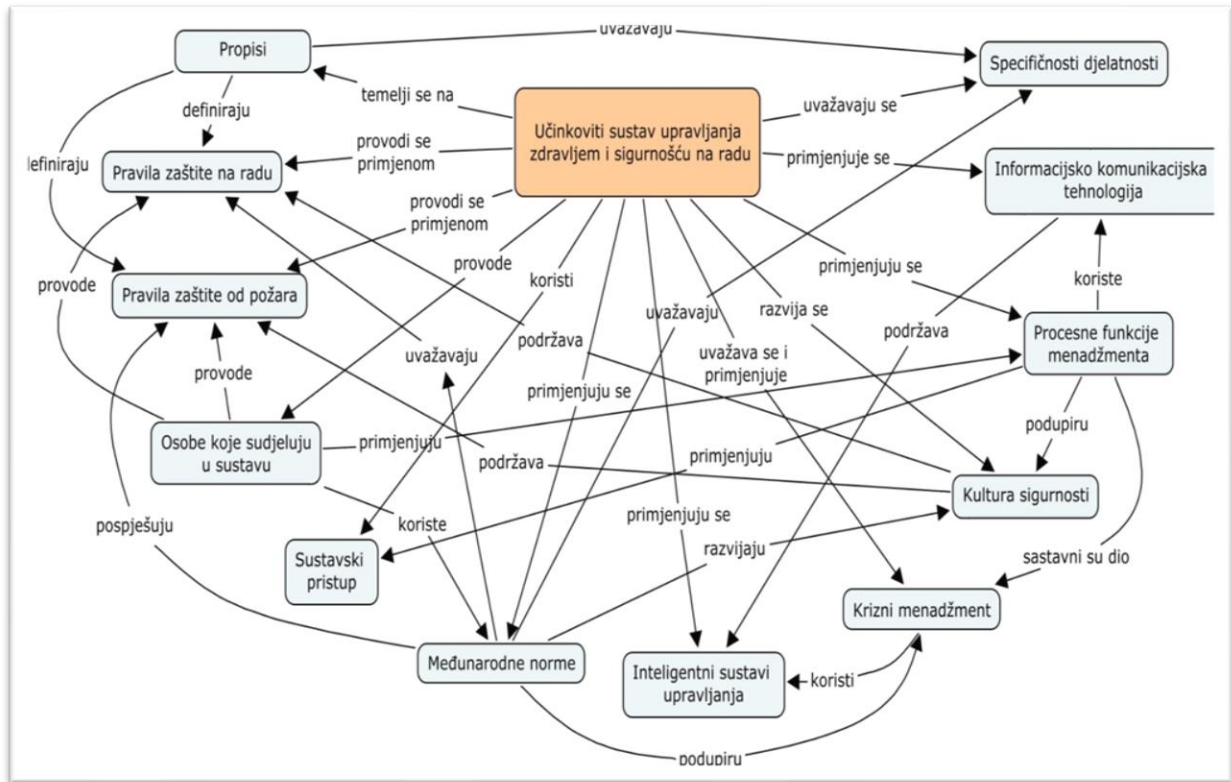 uvažavaju
Propisi
Specifičnosti djelatnosti
temelji se na
uvažavaju se
definiraju
Učinkoviti sustav upravljanja
zdravljem i sigurnošću na radu
provodi se
primjenom
primjenjuje se
Informacijsko komunikacijska
tehnologija
definiraju
Pravila zaštite na radu
provodi se
primjenom
provode
koristi
primjenjuju se
koriste
provode
Pravila zaštite od požara
uvažavaju
razvija se
podržava
Procesne funkcije
menadžmenta
podržava
uvažavaju
uvažava se i
primjenjuje
provode
primjenjuju se
podupiru
Osobe koje sudjeluju
u sustavu
primjenjuju
podržava
primjenjuju
Kultura sigurnosti
pospješuju
koriste
primjenjuju se
razvijaju
sastavni su dio
Sustavski
pristup
Krizni menadžment
Međunarodne norme
Inteligentni sustavi
upravljanja
koristi
podupiru